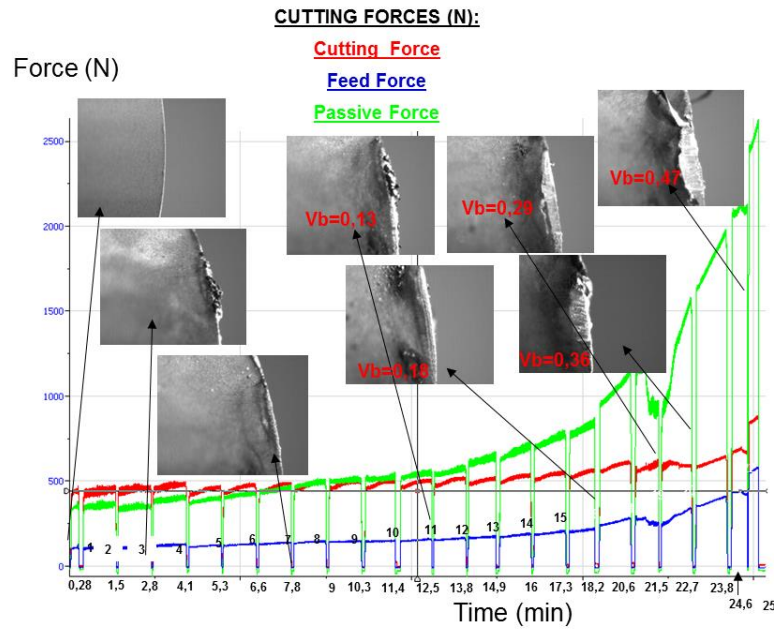 CUTTING FORCES (N):
Cutting Force
Feed Force
Passive Force
Force (N)
2500
2000
1500
1000
500
0
Vb=0,13
Vb=0,29
Vb=0,47
Vb=0,18
Vb=0,36
1 2 3 4 5 6 7 8 9 10 11 12 13 14 15
0,28 1,5 2,8 4,1 5,3 6,6 7,8 9 10,3 11,4 12,5 13,8 14,9 16 17,3 18,2 20,6 21,5 22,7 23,8 24,6 25
Time (min)